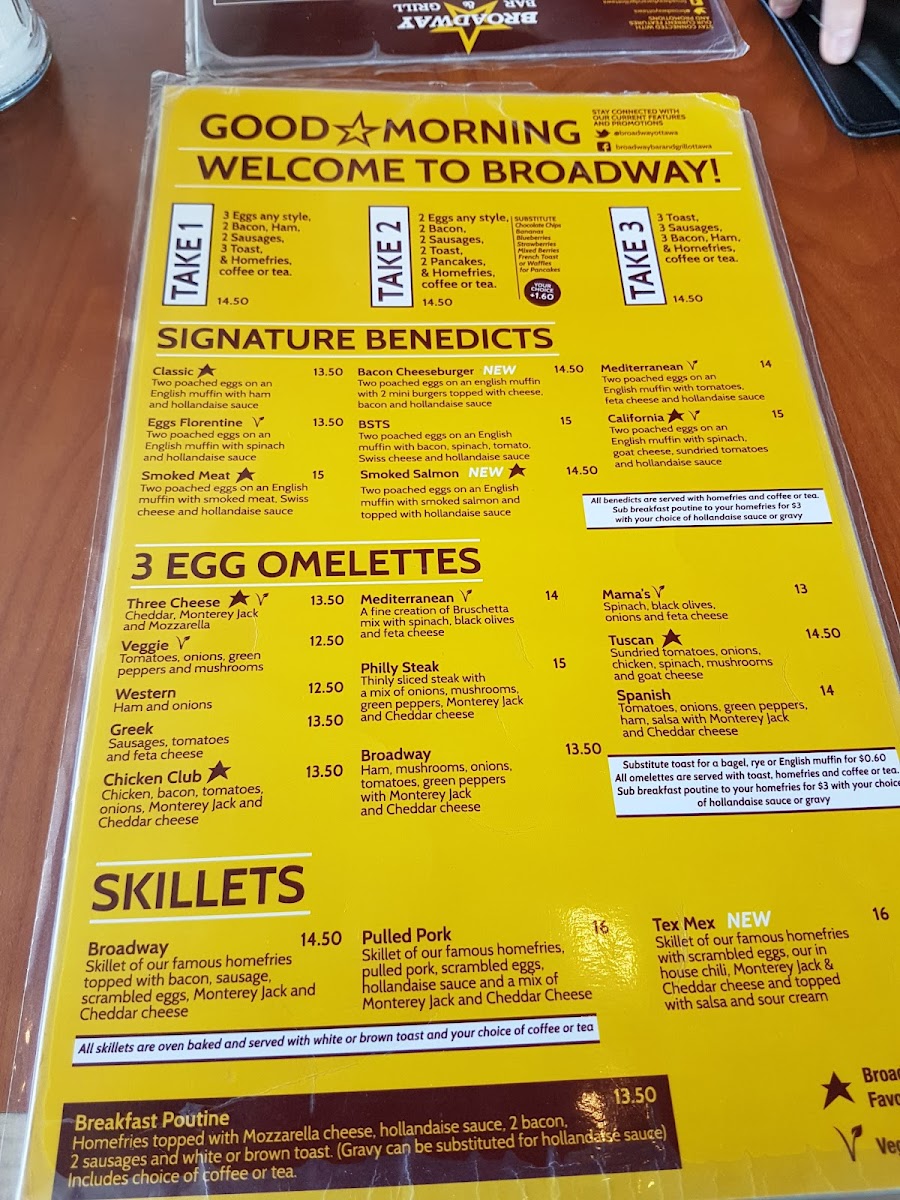 BROADWAY
BAR &
GRILL
STAY CONNECTED WITH
OUR CURRENT FEATURES
AND PROMOTIONS
GOOD MORNING
STAY CONNECTED WITH
OUR CURRENT FEATURES
AND PROMOTIONS
@broadwayottawa
broadwaybarandgrillottawa
WELCOME TO BROADWAY!
TAKE 1
3 Eggs any style,
2 Bacon, Ham,
2 Sausages,
3 Toast,
& Homefries,
coffee or tea.
14.50
TAKE 2
2 Eggs any style,
2 Bacon,
2 Sausages,
2 Toast,
2 Pancakes,
& Homefries,
coffee or tea.
14.50
SUBSTITUTE
Chocolate Chips
Bananas
Blueberries
Strawberries
Mixed Berries
French Toast
or Waffles
for Pancakes
YOUR
CHOICE
+1.60
TAKE 3
3 Toast,
3 Sausages,
3 Bacon, Ham,
& Homefries,
coffee or tea.
14.50
SIGNATURE BENEDICTS
Classic 13.50
Two poached eggs on an
English muffin with ham
and hollandaise sauce
Eggs Florentine 13.50
Two poached eggs on an
English muffin with spinach
and hollandaise sauce
Smoked Meat 15
Two poached eggs on an English
muffin with smoked meat, Swiss
cheese and hollandaise sauce
Bacon Cheeseburger NEW 14.50
Two poached eggs on an english muffin
with 2 mini burgers topped with cheese,
bacon and hollandaise sauce
BSTS 15
Two poached eggs on an English
muffin with bacon, spinach, tomato,
Swiss cheese and hollandaise sauce
Smoked Salmon NEW 14.50
Two poached eggs on an English
muffin with smoked salmon and
topped with hollandaise sauce
Mediterranean 14
Two poached eggs on an
English muffin with tomatoes,
feta cheese and hollandaise sauce
California 15
Two poached eggs on an
English muffin with spinach,
goat cheese, sundried tomatoes
and hollandaise sauce
All benedicts are served with homefries and coffee or tea.
Sub breakfast poutine to your homefries for $3
with your choice of hollandaise sauce or gravy
3 EGG OMELETTES
Three Cheese 13.50
Cheddar, Monterey Jack
and Mozzarella
Veggie 12.50
Tomatoes, onions, green
peppers and mushrooms
Western 12.50
Ham and onions
Greek 13.50
Sausages, tomatoes
and feta cheese
Chicken Club 13.50
Chicken, bacon, tomatoes,
onions, Monterey Jack and
Cheddar cheese
Mediterranean 14
A fine creation of Bruschetta
mix with spinach, black olives
and feta cheese
Philly Steak 15
Thinly sliced steak with
a mix of onions, mushrooms,
green peppers, Monterey Jack
and Cheddar cheese
Broadway 13.50
Ham, mushrooms, onions,
tomatoes, green peppers
with Monterey Jack
and Cheddar cheese
Mama's 13
Spinach, black olives,
onions and feta cheese
Tuscan 14.50
Sundried tomatoes, onions,
chicken, spinach, mushrooms
and goat cheese
Spanish 14
Tomatoes, onions, green peppers,
ham, salsa with Monterey Jack
and Cheddar cheese
Substitute toast for a bagel, rye or English muffin for $0.60
All omelettes are served with toast, homefries and coffee or tea.
Sub breakfast poutine to your homefries for $3 with your choice
of hollandaise sauce or gravy
SKILLETS
Broadway 14.50
Skillet of our famous homefries
topped with bacon, sausage,
scrambled eggs, Monterey Jack and
Cheddar cheese
Pulled Pork 16
Skillet of our famous homefries,
pulled pork, scrambled eggs,
hollandaise sauce and a mix of
Monterey Jack and Cheddar Cheese
Tex Mex NEW 16
Skillet of our famous homefries
with scrambled eggs, our in
house chili, Monterey Jack &
Cheddar cheese and topped
with salsa and sour cream
All skillets are oven baked and served with white or brown toast and your choice of coffee or tea
Breakfast Poutine 13.50
Homefries topped with Mozzarella cheese, hollandaise sauce, 2 bacon,
2 sausages and white or brown toast. (Gravy can be substituted for hollandaise sauce)
Includes choice of coffee or tea.
Broa
Favo
Veg